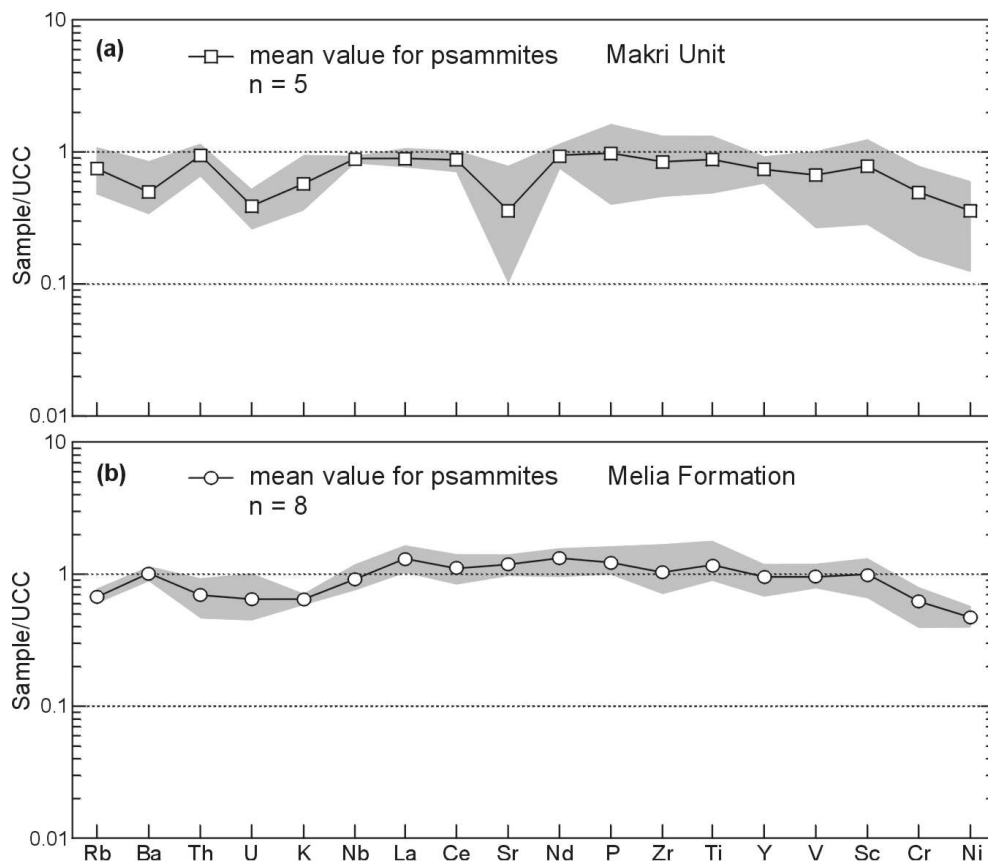 10
(a)
mean value for psammites
n = 5
Makri Unit
1
Sample/UCC
0.1
0.01
10
(b)
mean value for psammites
n = 8
Melia Formation
1
Sample/UCC
0.1
0.01
Rb Ba Th U K Nb La Ce Sr Nd P Zr Ti Y V Sc Cr Ni